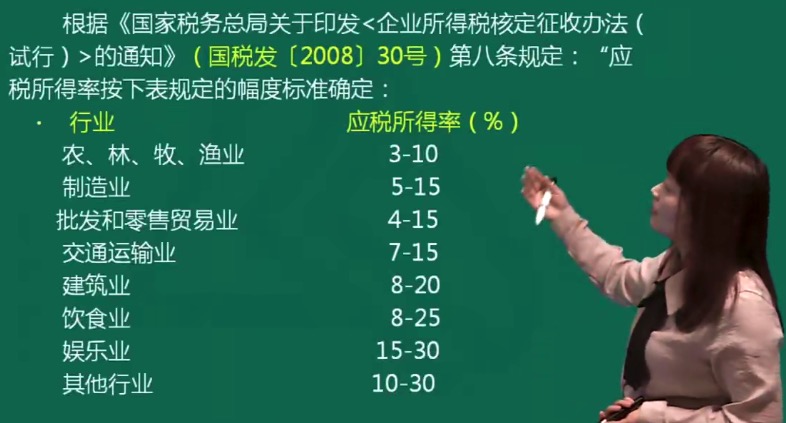 根据《国家税务总局关于印发<企业所得税核定征收办法（
试行）>的通知》（国税发〔2008〕30号）第八条规定：“应
税所得率按下表规定的幅度标准确定：
· 行业 应税所得率（%）
农、林、牧、渔业 3-10
制造业 5-15
批发和零售贸易业 4-15
交通运输业 7-15
建筑业 8-20
饮食业 8-25
娱乐业 15-30
其他行业 10-30